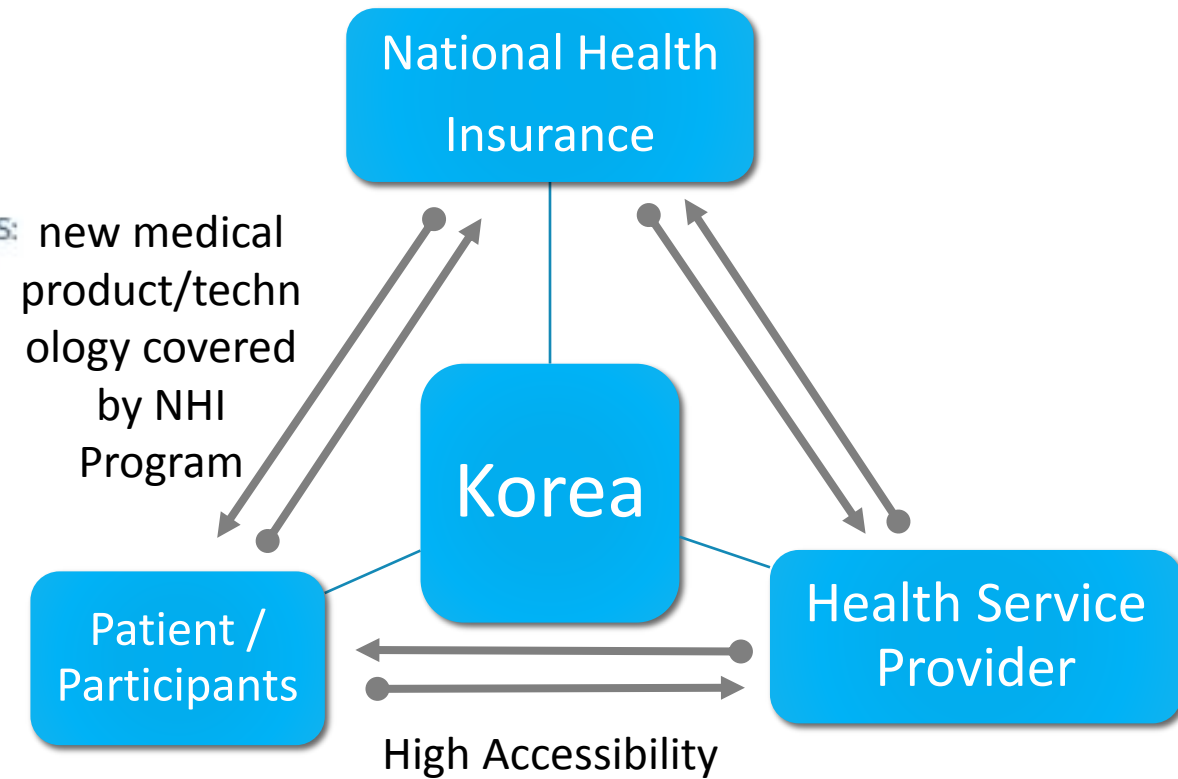 National Health
Insurance
s:
new medical
product/techn
ology covered
by NHI
Program
Korea
Patient /
Participants
Health Service
Provider
High Accessibility